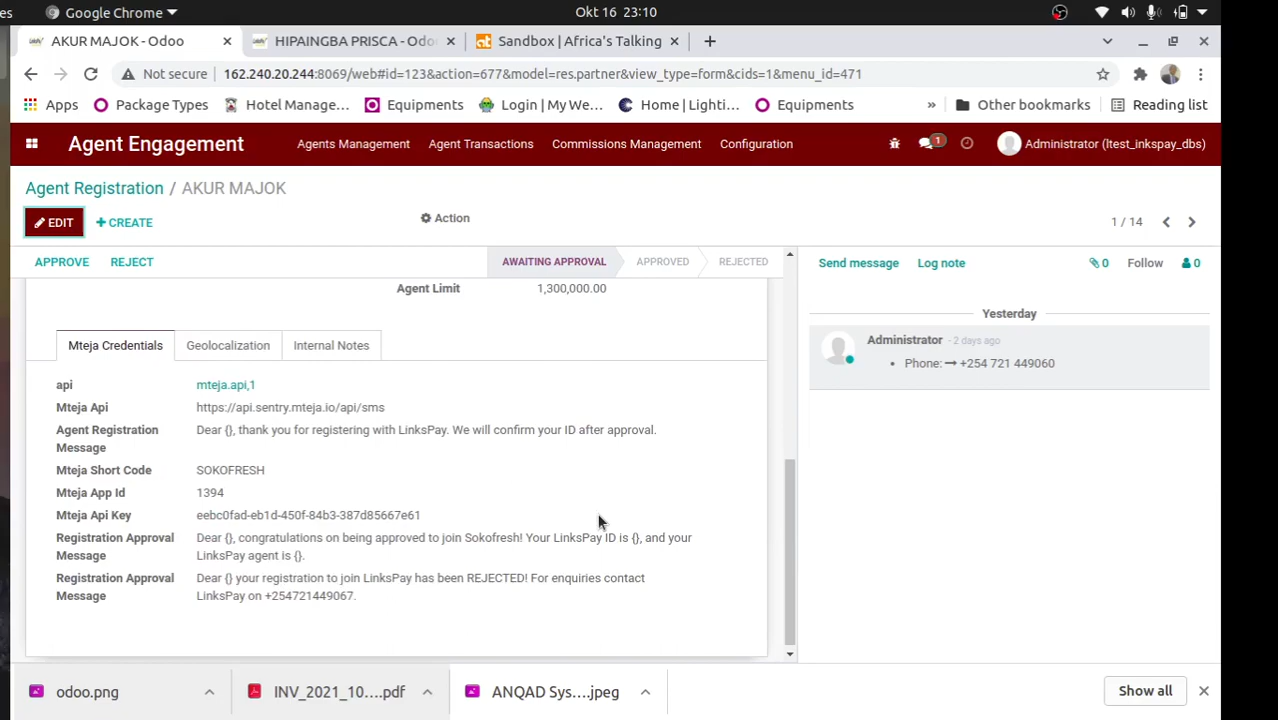 es
Google Chrome
Okt 16 23:10
AKUR MAJOK - Odoo
HIPAINGBA PRISCA - Odoo
Sandbox | Africa's Talking
Not secure
162.240.20.244:8069/web#id=123&action=677&model=res.partner&view_type=form&cids=1&menu_id=471
Apps
Package Types
Hotel Manage...
Equipments
Login | My We...
Home | Lighti...
Equipments
»
Other bookmarks
Reading list
Agent Engagement
Agents Management
Agent Transactions
Commissions Management
Configuration
1
Administrator (ltest_inkspay_dbs)
Agent Registration / AKUR MAJOK
EDIT
+ CREATE
Action
1 / 14
APPROVE
REJECT
AWAITING APPROVAL
APPROVED
REJECTED
Send message
Log note
0
Follow
0
Agent Limit
1,300,000.00
Yesterday
Administrator - 2 days ago
• Phone: → +254 721 449060
Mteja Credentials
Geolocalization
Internal Notes
api
mteja.api,1
Mteja Api
https://api.sentry.mteja.io/api/sms
Agent Registration
Message
Dear {}, thank you for registering with LinksPay. We will confirm your ID after approval.
Mteja Short Code
SOKOFRESH
Mteja App Id
1394
Mteja Api Key
eebc0fad-eb1d-450f-84b3-387d85667e61
Registration Approval
Message
Dear {}, congratulations on being approved to join Sokofresh! Your LinksPay ID is {}, and your
LinksPay agent is {}.
Registration Approval
Message
Dear {} your registration to join LinksPay has been REJECTED! For enquiries contact
LinksPay on +254721449067.
odoo.png
INV_2021_10....pdf
ANQAD Sys....jpeg
Show all